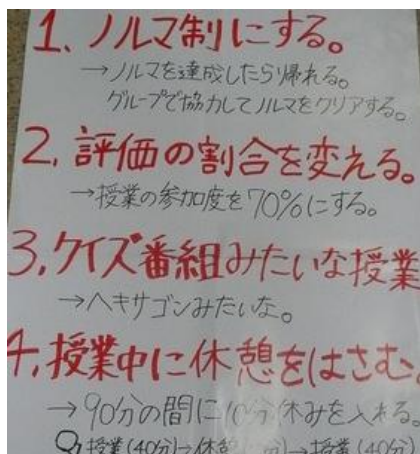 1. ノルマ制にする。
→ノルマを達成したら帰れる。
グループで協力してノルマをクリアする。
2. 評価の割合を変える。
→授業の参加度を70%にする。
3. クイズ番組みたいな授業
→ヘキサゴンみたいな。
4. 授業中に休憩をはさむ。
→90分の間に10分休みを入れる。
授業(40分)→休憩 分)→授業(40分)